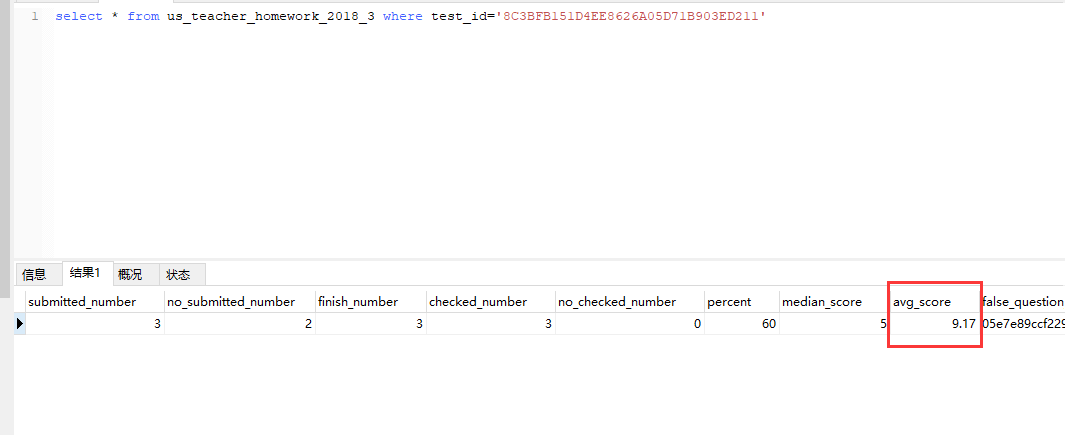 1 select * from us_teacher_homework_2018_3 where test_id='8C3BFB151D4EE8626A05D71B903ED211'
信息 结果1 概况 状态
submitted_number no_submitted_number finish_number checked_number no_checked_number percent median_score avg_score false_question
3 2 3 3 0 60 5 9.17 05e7e89ccf229